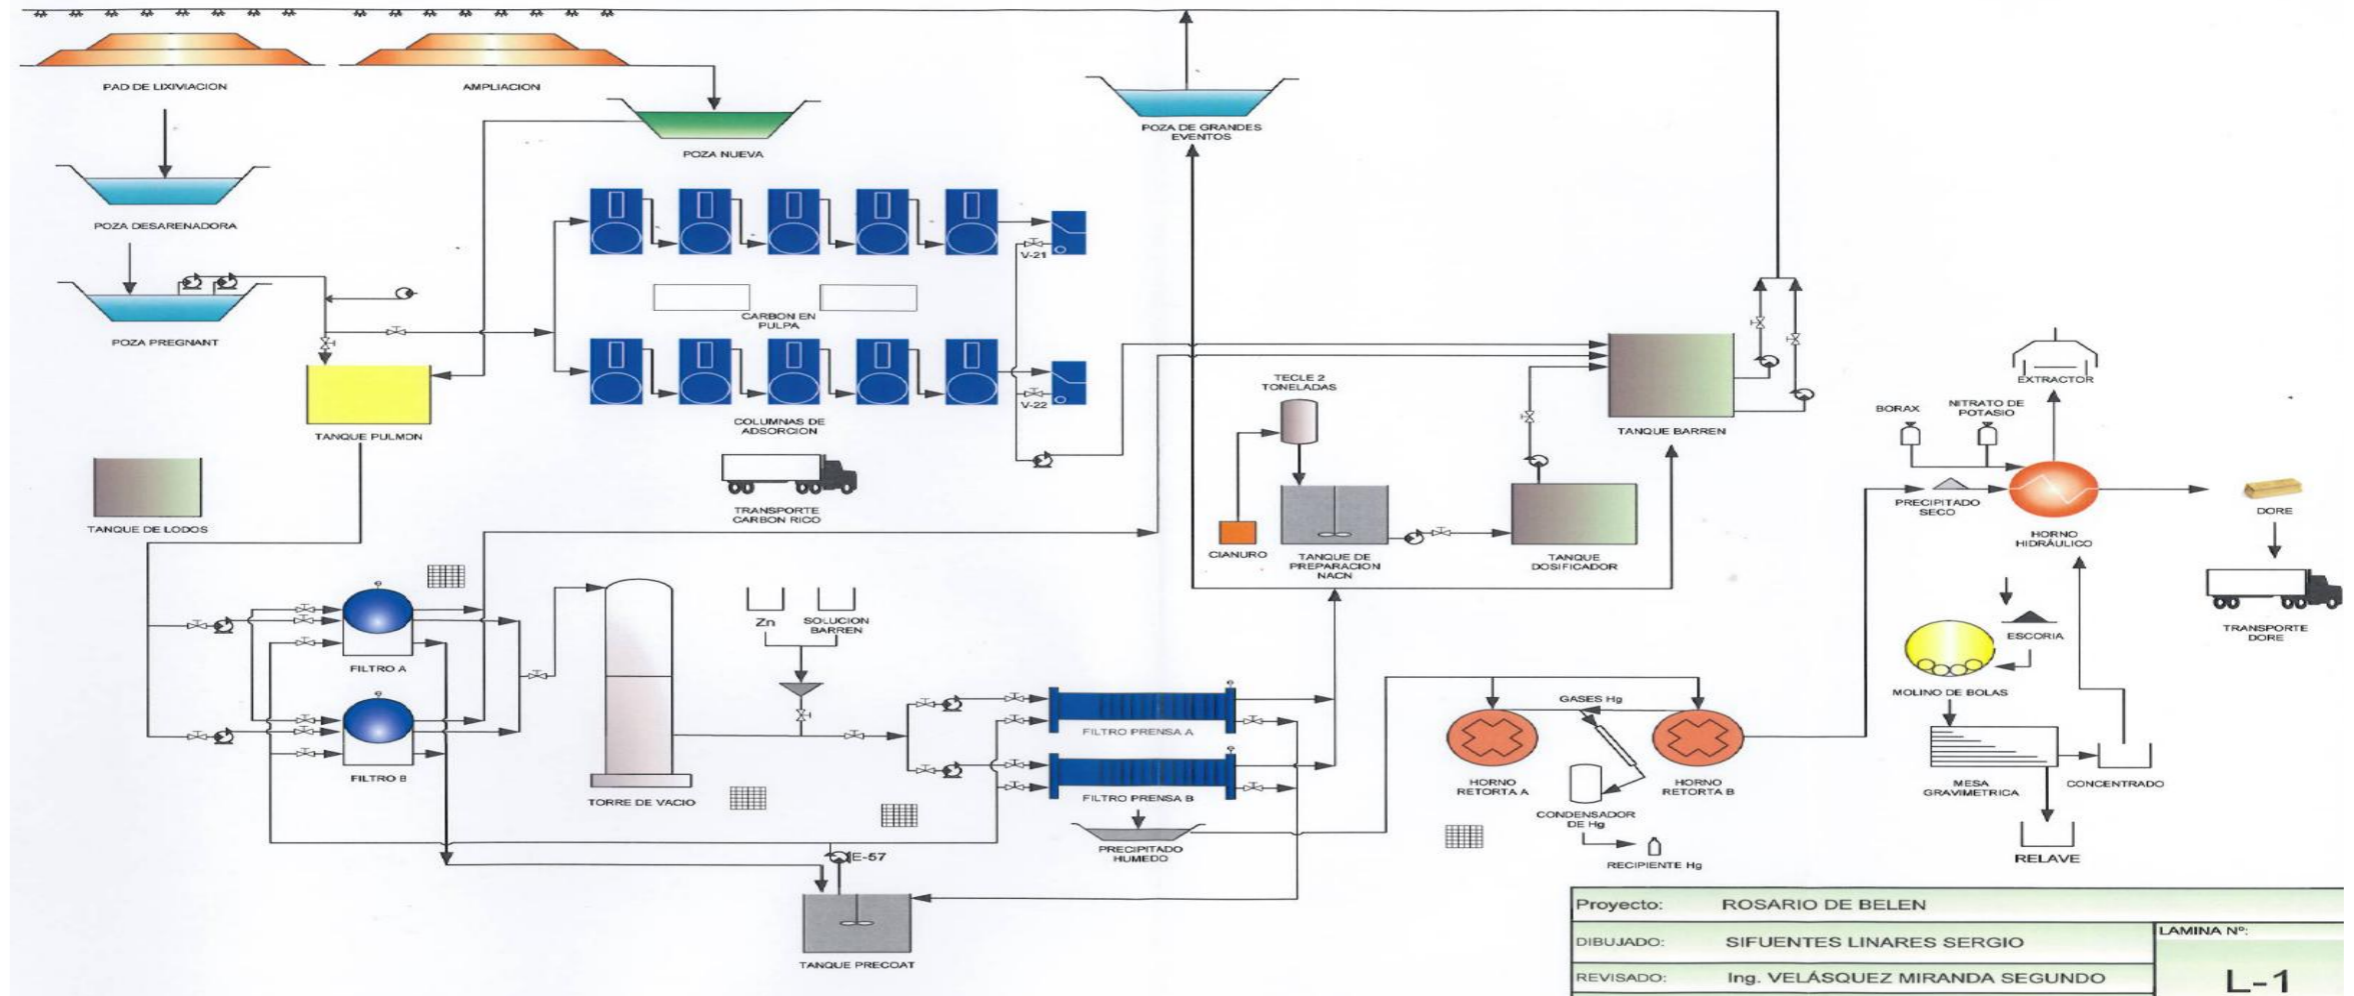 PAD DE LIXIVIACION
AMPLIACION
POZA NUEVA
POZA DE GRANDES
EVENTOS
POZA DESARENADORA
POZA PREGNANT
V-21
CARBON EN
PULPA
V-22
COLUMNAS DE
ADSORCION
TANQUE PULMON
TANQUE DE LODOS
TRANSPORTE
CARBON RICO
TECLE 2
TONELADAS
CIANURO
TANQUE DE
PREPARACION
NACN
TANQUE
DOSIFICADOR
TANQUE BARREN
EXTRACTOR
BORAX
NITRATO DE
POTASIO
PRECIPITADO
SECO
HORNO
HIDRÁULICO
DORE
TRANSPORTE
DORE
ESCORIA
MOLINO DE BOLAS
MESA
GRAVIMETRICA
CONCENTRADO
RELAVE
FILTRO A
FILTRO B
TORRE DE VACIO
Zn
SOLUCION
BARREN
FILTRO PRENSA A
FILTRO PRENSA B
PRECIPITADO
HUMEDO
GASES Hg
HORNO
RETORTA A
HORNO
RETORTA B
CONDENSADOR
DE Hg
RECIPIENTE Hg
E-57
TANQUE PRECOAT
Proyecto: ROSARIO DE BELEN
DIBUJADO: SIFUENTES LINARES SERGIO
REVISADO: Ing. VELÁSQUEZ MIRANDA SEGUNDO
LAMINA Nº:
L-1